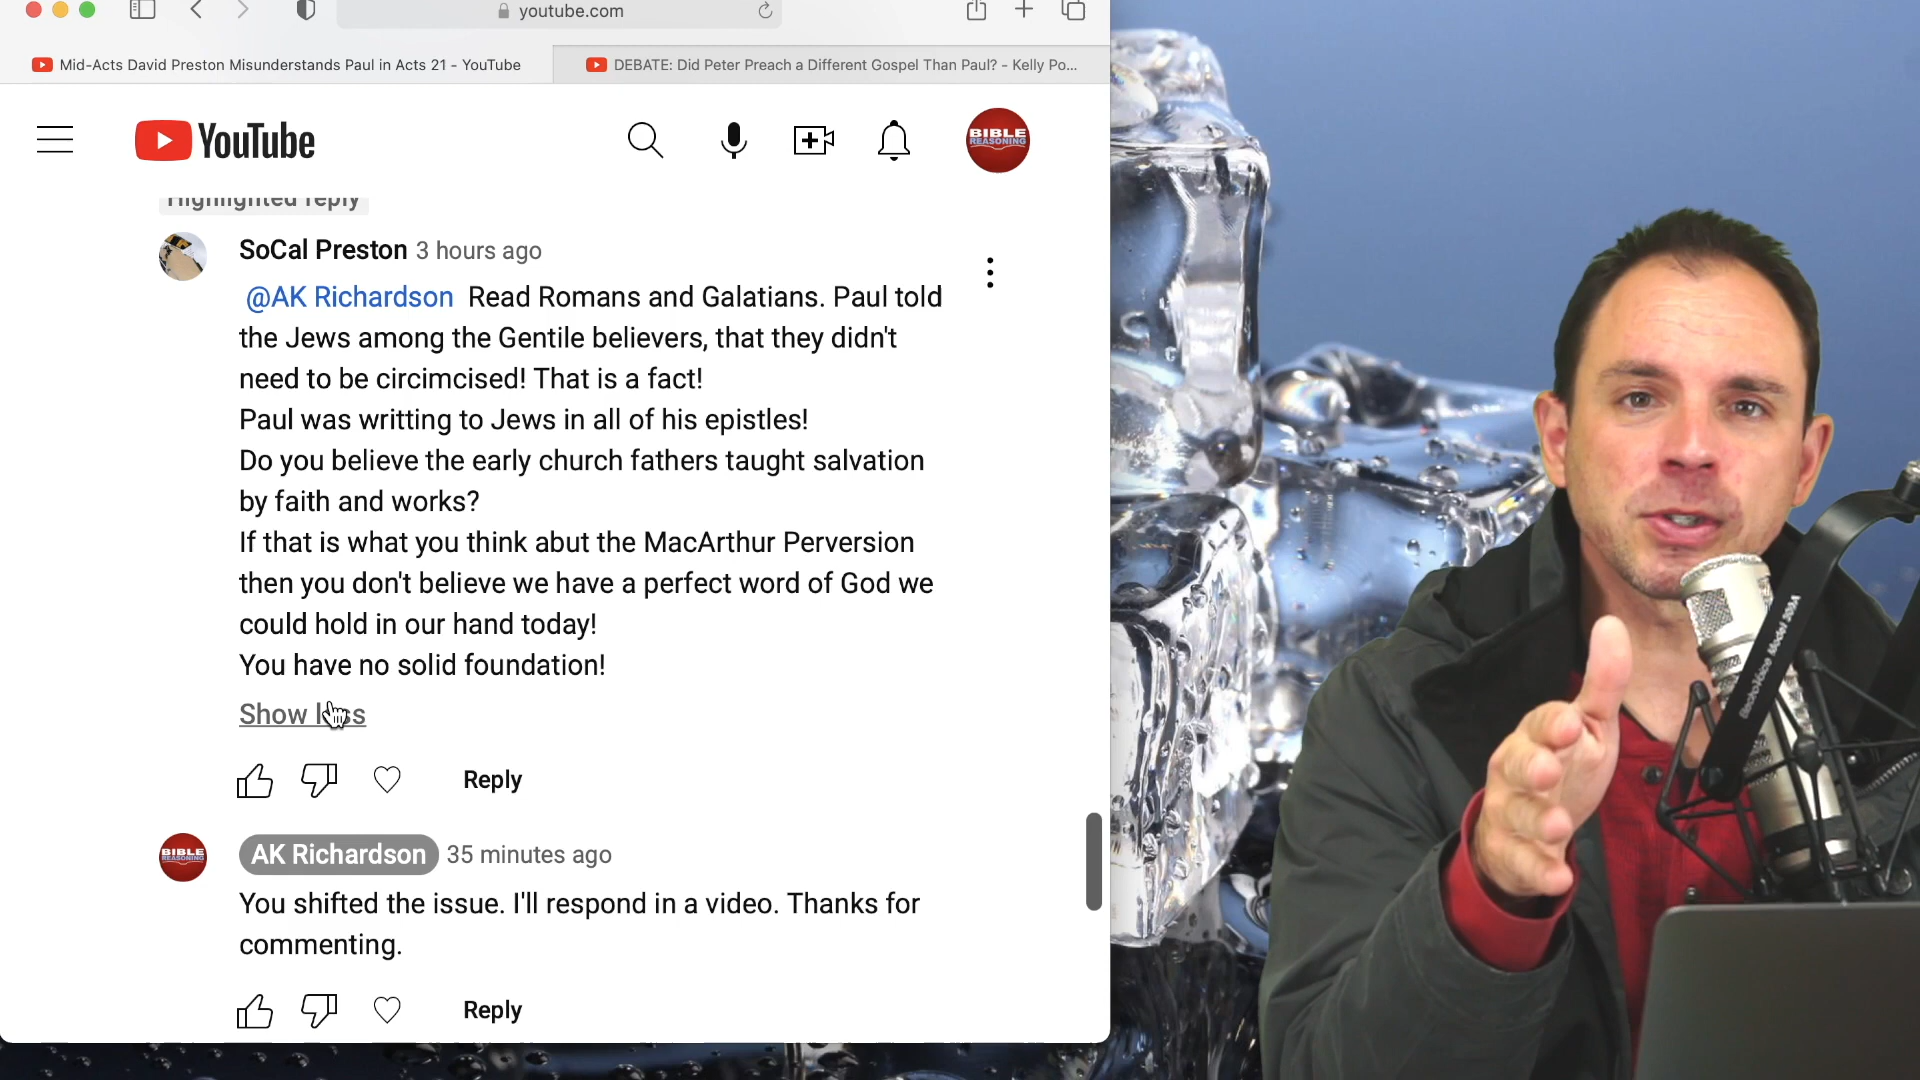 youtube.com
Mid-Acts David Preston Misunderstands Paul in Acts 21 - YouTube
DEBATE: Did Peter Preach a Different Gospel Than Paul? - Kelly Po...
YouTube
BIBLE
REASONING
Highlighted reply
SoCal Preston 3 hours ago
@AK Richardson Read Romans and Galatians. Paul told
the Jews among the Gentile believers, that they didn't
need to be circimcised! That is a fact!
Paul was writting to Jews in all of his epistles!
Do you believe the early church fathers taught salvation
by faith and works?
If that is what you think abut the MacArthur Perversion
then you don't believe we have a perfect word of God we
could hold in our hand today!
You have no solid foundation!
Show less
Reply
BIBLE
REASONING
AK Richardson 35 minutes ago
You shifted the issue. I'll respond in a video. Thanks for
commenting.
Reply